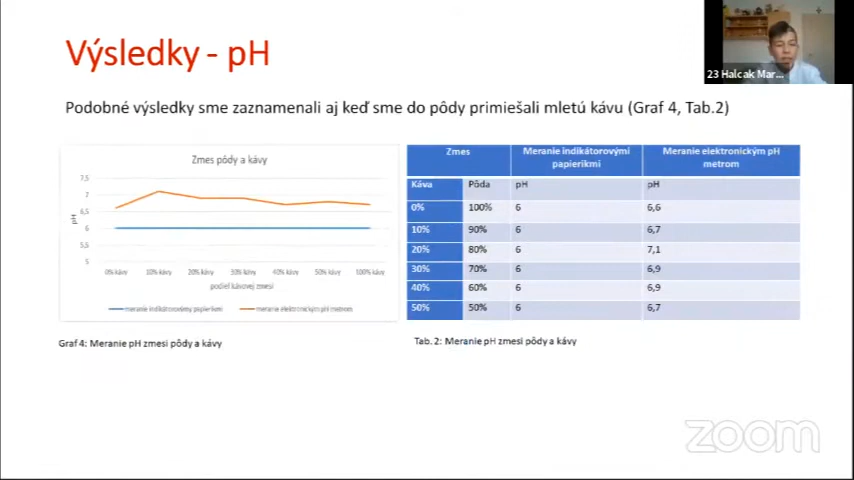 Výsledky - pH
23 Halcak Mar...
Podobné výsledky sme zaznamenali aj keď sme do pôdy primiešali mletú kávu (Graf 4, Tab.2)
Zmes pôdy a kávy
7,5
7
6,5
6
5,5
5
pH
0% kávy 10% kávy 20% kávy 30% kávy 40% kávy 50% kávy 100% kávy
podiel kávovej zmesi
meranie indikátorovými papierikmi meranie elektronickým pH metrom
Zmes Meranie indikátorovými papierikmi Meranie elektronickým pH metrom
Káva Pôda pH pH
0% 100% 6 6,6
10% 90% 6 6,7
20% 80% 6 7,1
30% 70% 6 6,9
40% 60% 6 6,9
50% 50% 6 6,7
Graf 4: Meranie pH zmesi pôdy a kávy
Tab. 2: Meranie pH zmesi pôdy a kávy
zoom